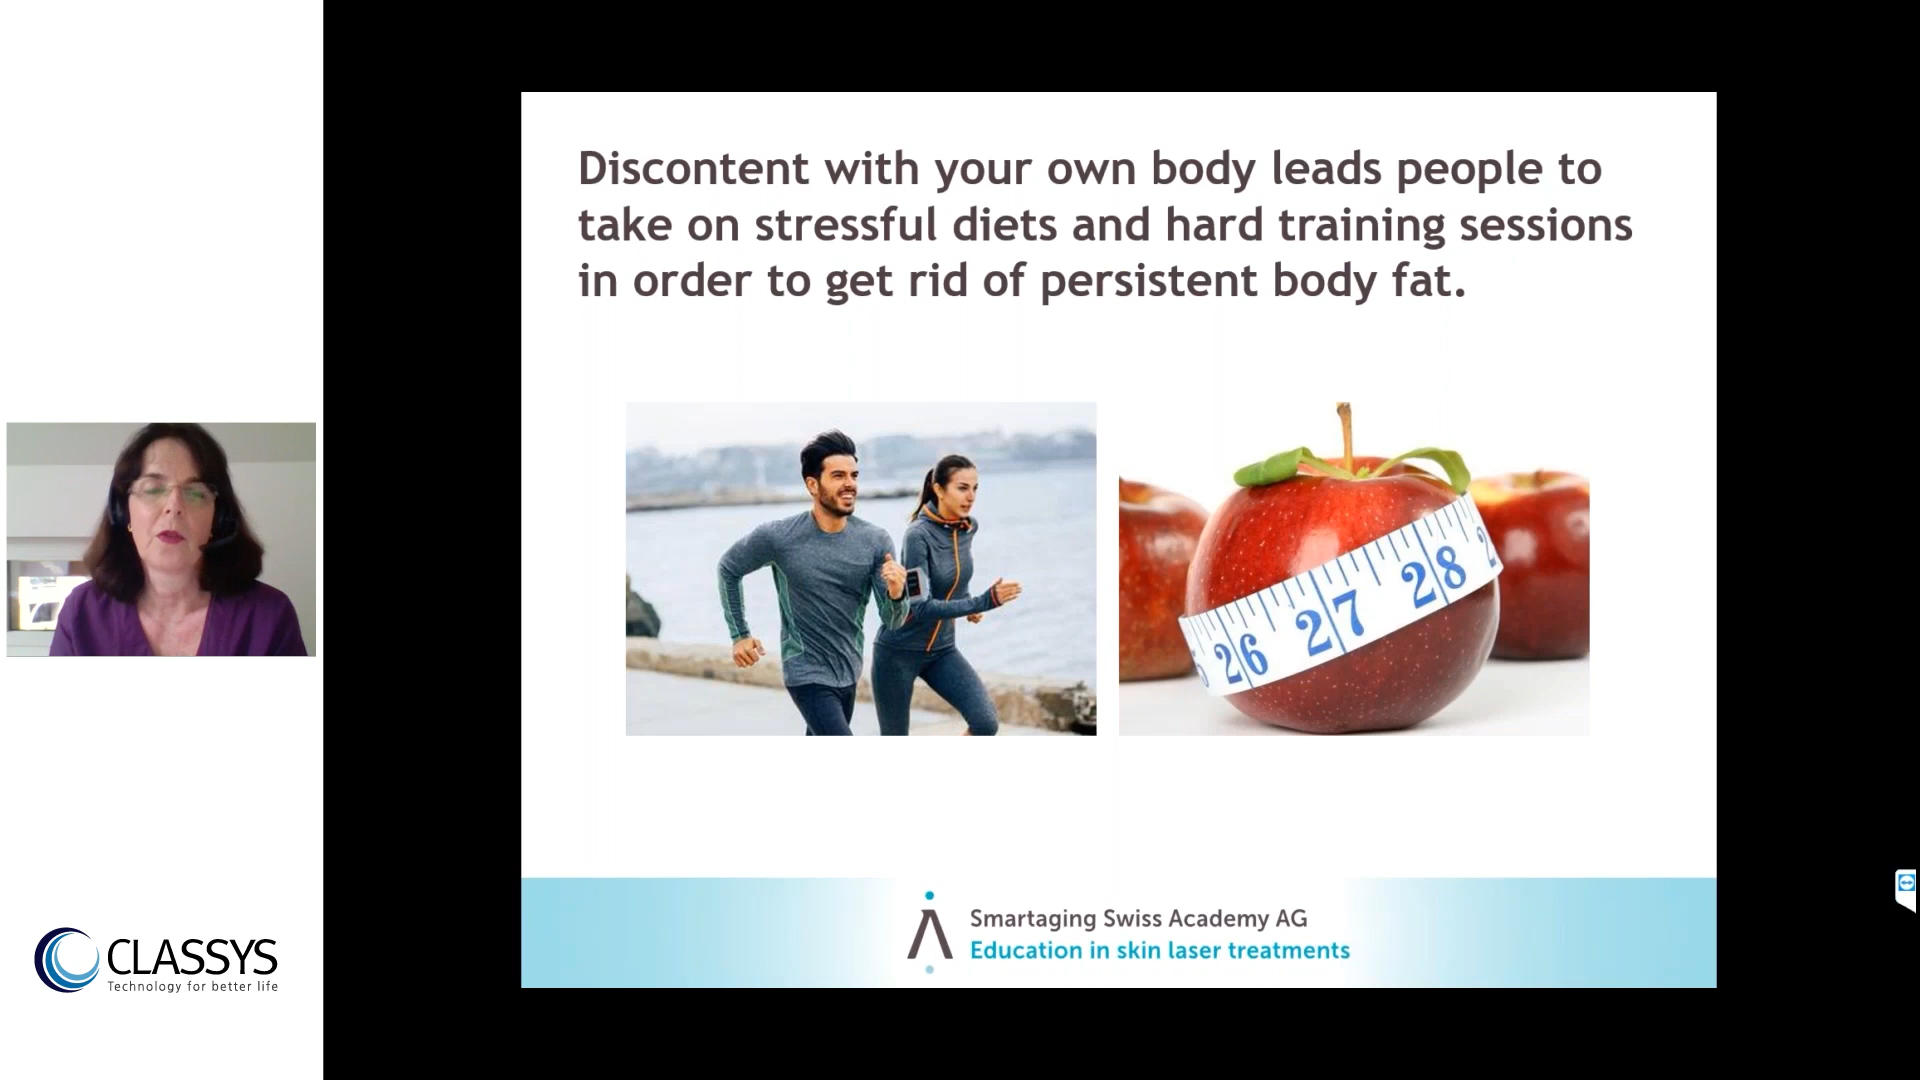 Discontent with your own body leads people to
take on stressful diets and hard training sessions
in order to get rid of persistent body fat.
26 27 28
Smartaging Swiss Academy AG
Education in skin laser treatments
CLASSYS
Technology for better life